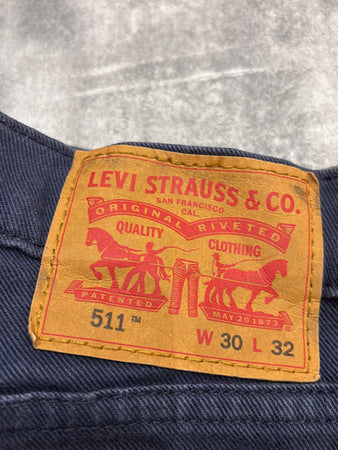 LEVI STRAUSS & CO.
SAN FRANCISCO
CAL.
ORIGINAL RIVETED
QUALITY CLOTHING
PATENTED MAY 20 1873
511™ W 30 L 32